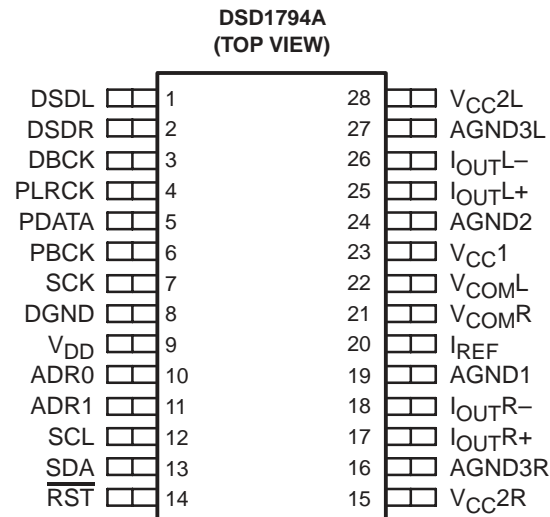 DSD1794A
(TOP VIEW)
DSDL 1 28 VCC2L
DSDR 2 27 AGND3L
DBCK 3 26 IOUTL–
PLRCK 4 25 IOUTL+
PDATA 5 24 AGND2
PBCK 6 23 VCC1
SCK 7 22 VCOML
DGND 8 21 VCOMR
VDD 9 20 IREF
ADR0 10 19 AGND1
ADR1 11 18 IOUTR–
SCL 12 17 IOUTR+
SDA 13 16 AGND3R
RST 14 15 VCC2R